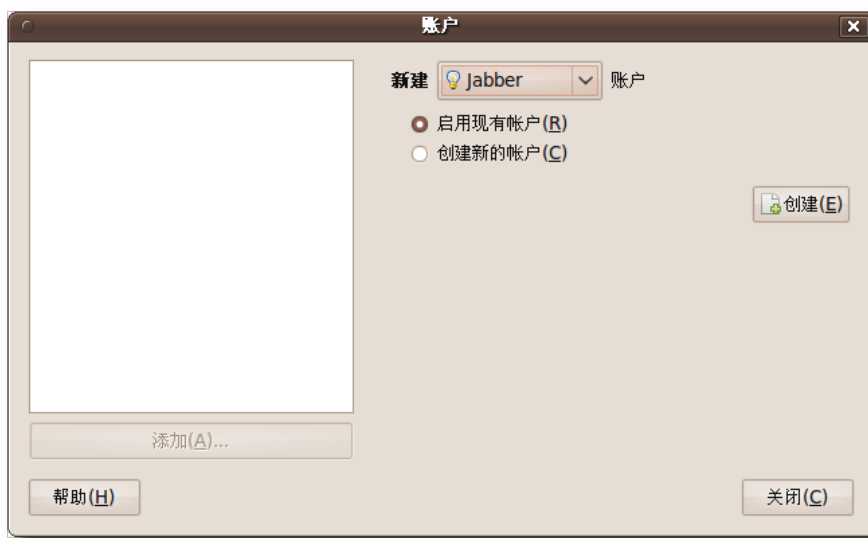 账户
新建 Jabber 账户
启用现有帐户(R)
创建新的帐户(C)
创建(E)
添加(A)...
帮助(H)
关闭(C)